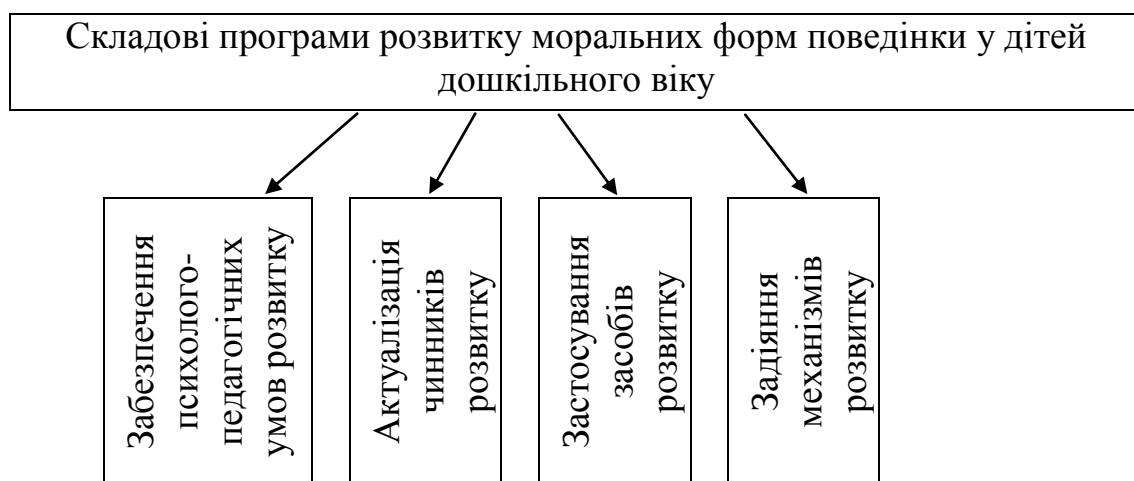 Складові програми розвитку моральних форм поведінки у дітей
дошкільного віку
Забезпечення
психолого-
педагогічних
умов розвитку
Актуалізація
чинників
розвитку
Застосування
засобів
розвитку
Задіяння
механізмів
розвитку